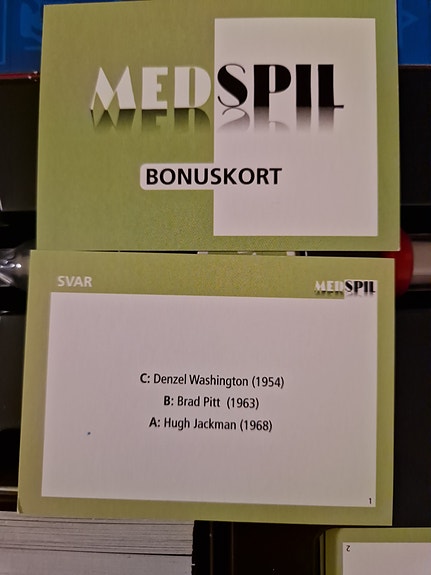 MEDSPIL
BONUSKORT
SVAR
MEDSPIL
C: Denzel Washington (1954)
B: Brad Pitt (1963)
A: Hugh Jackman (1968)
1
2